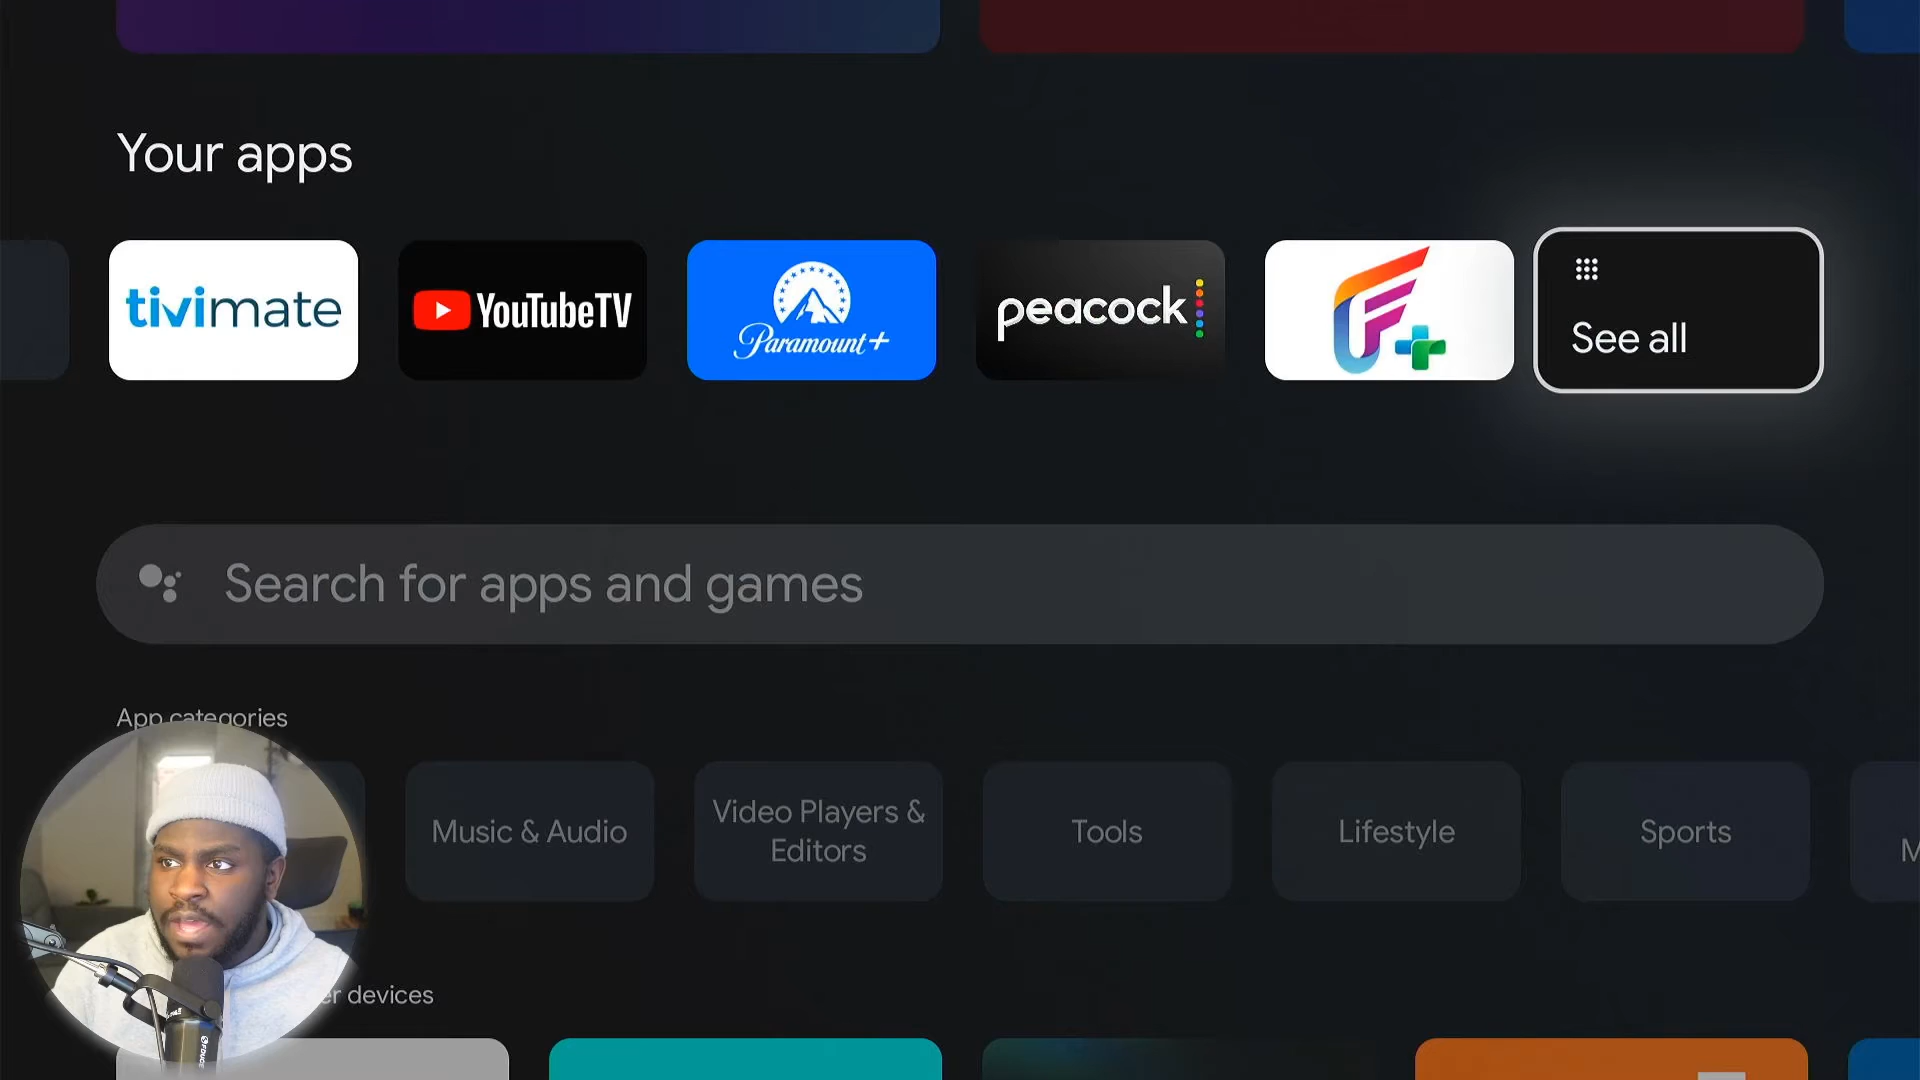 Your apps
tivimate
YouTubeTV
Paramount+
peacock
See all
Search for apps and games
App categories
Music & Audio
Video Players &
Editors
Tools
Lifestyle
Sports
devices